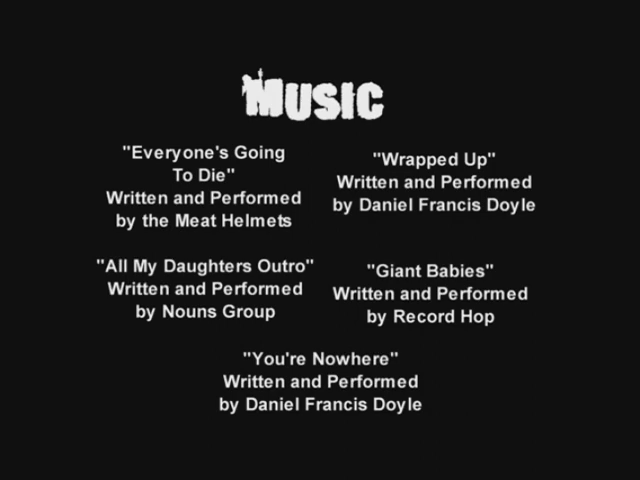 MUSIC
"Everyone's Going
To Die"
Written and Performed
by the Meat Helmets
"Wrapped Up"
Written and Performed
by Daniel Francis Doyle
"All My Daughters Outro"
Written and Performed
by Nouns Group
"Giant Babies"
Written and Performed
by Record Hop
"You're Nowhere"
Written and Performed
by Daniel Francis Doyle